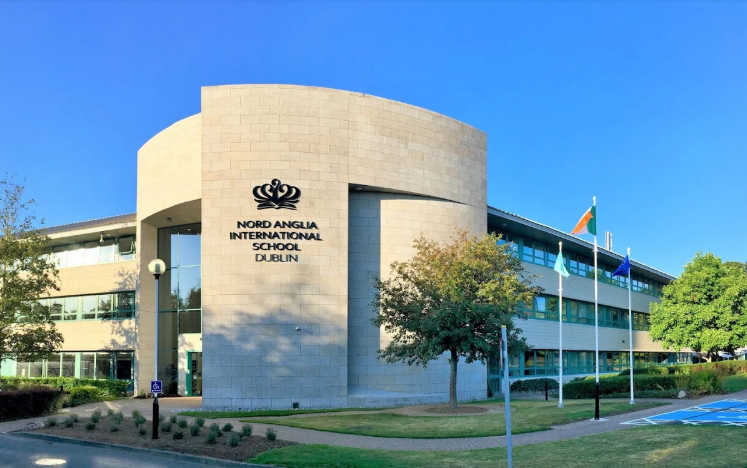 NORD ANGLIA
INTERNATIONAL
SCHOOL
DUBLIN